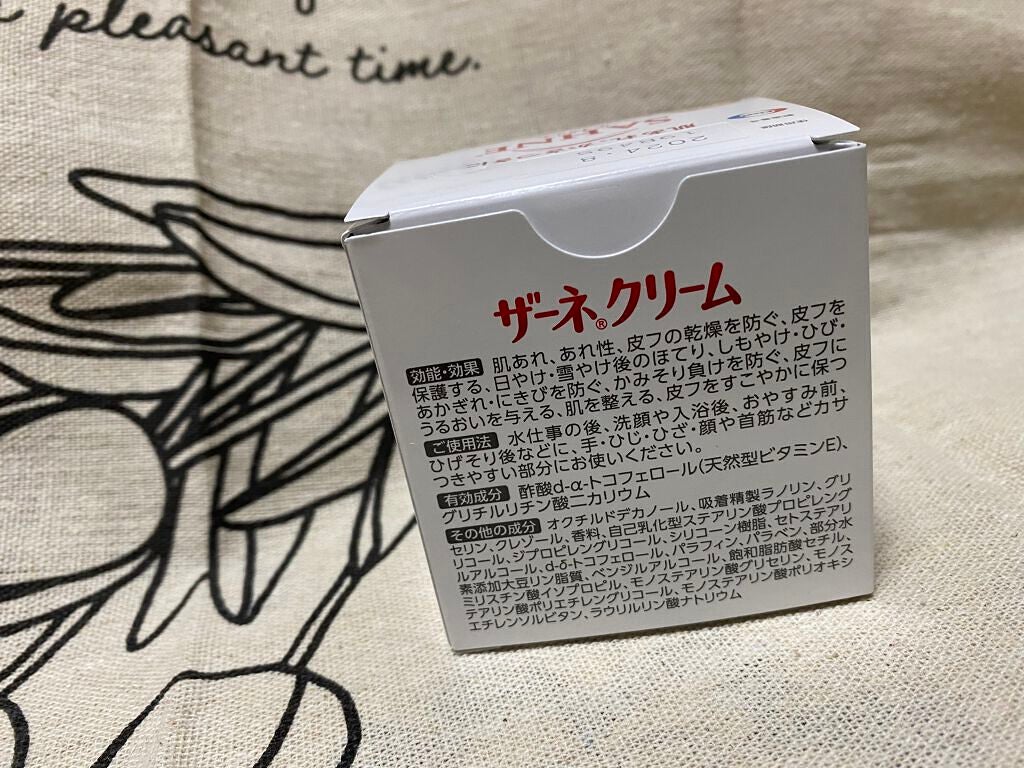 pleasant time.
SAHNE
2024.8
ザーネ®クリーム
効能・効果 肌あれ、あれ性、皮フの乾燥を防ぐ、皮フを
保護する、日やけ・雪やけ後のほてり、しもやけ・ひび・
あかぎれ・にきびを防ぐ、かみそり負けを防ぐ、皮フに
うるおいを与える、肌を整える、皮フをすこやかに保つ
ご使用法 水仕事の後、洗顔や入浴後、おやすみ前、
ひげそり後などに、手・ひじ・ひざ・顔や首筋などカサ
つきやすい部分にお使いください。
有効成分 酢酸d-α-トコフェロール(天然型ビタミンE)、
グリチルリチン酸二カリウム
その他の成分 オクチルドデカノール、吸着精製ラノリン、グリ
セリン、クレゾール、香料、自己乳化型ステアリン酸プロピレング
リコール、ジプロピレングリコール、シリコーン樹脂、セトステアリ
ルアルコール、d-δ-トコフェロール、パラフィン、パラベン、部分水
素添加大豆リン脂質、ベンジルアルコール、飽和脂肪酸セチル、
ミリスチン酸イソプロピル、モノステアリン酸グリセリン、モノス
テアリン酸ポリエチレングリコール、モノステアリン酸ポリオキシ
エチレンソルビタン、ラウリルリン酸ナトリウム